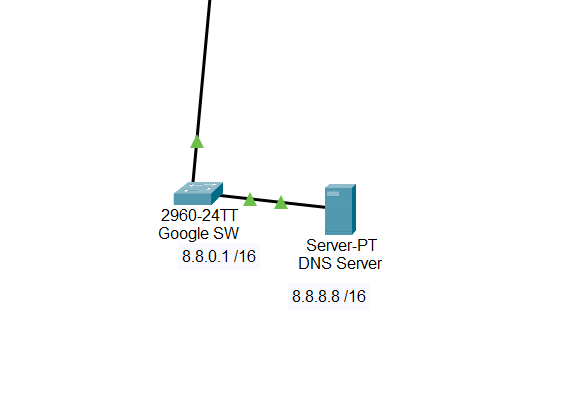 2960-24TT
Google SW
8.8.0.1 /16
Server-PT
DNS Server
8.8.8.8 /16